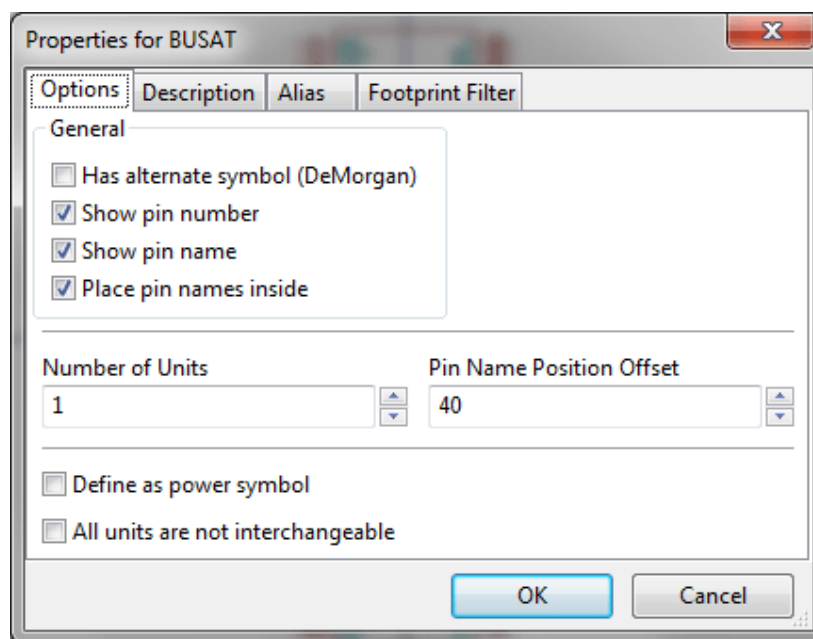 Properties for BUSAT
Options Description Alias Footprint Filter
General
Has alternate symbol (DeMorgan)
Show pin number
Show pin name
Place pin names inside
Number of Units Pin Name Position Offset
1 40
Define as power symbol
All units are not interchangeable
OK Cancel